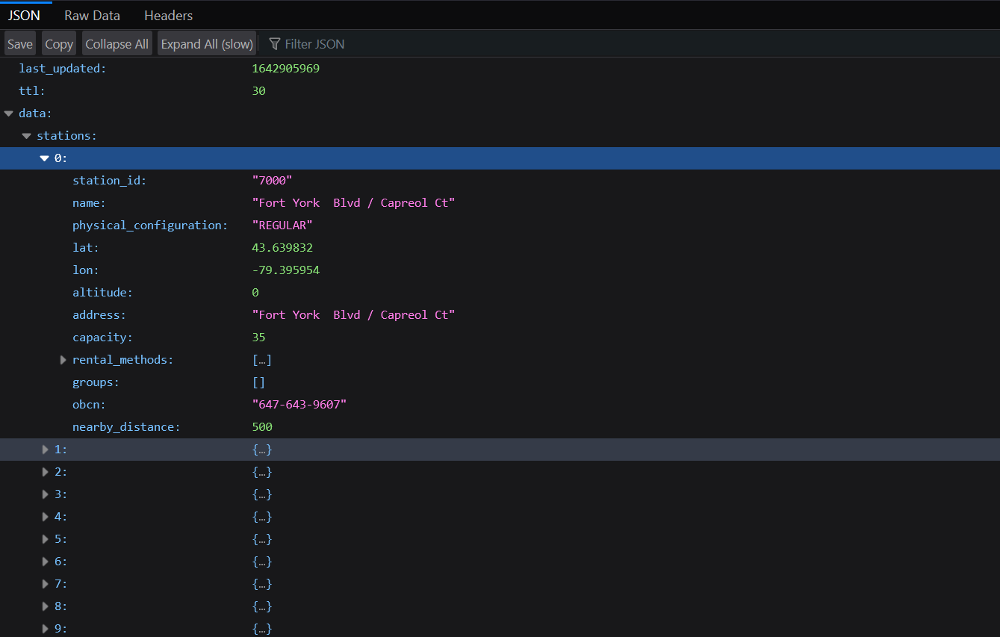 JSON Raw Data Headers
Save Copy Collapse All Expand All (slow) Filter JSON
last_updated: 1642905969
ttl: 30
data:
stations:
0:
station_id: "7000"
name: "Fort York  Blvd / Capreol Ct"
physical_configuration: "REGULAR"
lat: 43.639832
lon: -79.395954
altitude: 0
address: "Fort York  Blvd / Capreol Ct"
capacity: 35
rental_methods: […]
groups: []
obcn: "647-643-9607"
nearby_distance: 500
1: {…}
2: {…}
3: {…}
4: {…}
5: {…}
6: {…}
7: {…}
8: {…}
9: {…}